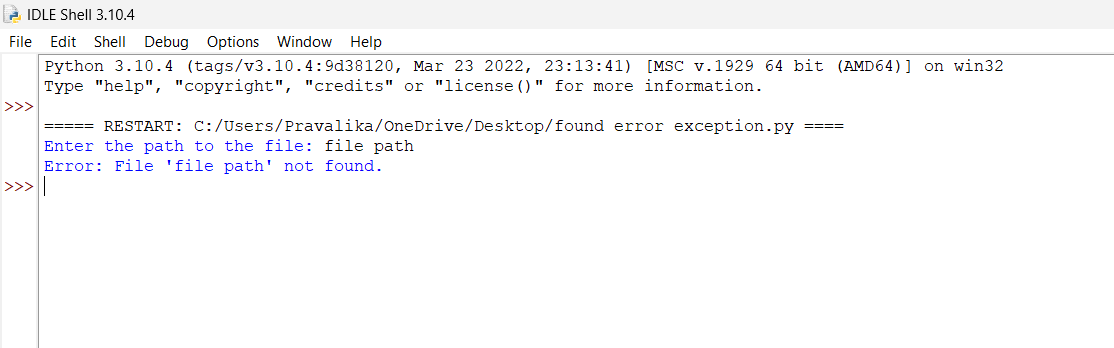 IDLE Shell 3.10.4
File Edit Shell Debug Options Window Help
Python 3.10.4 (tags/v3.10.4:9d38120, Mar 23 2022, 23:13:41) [MSC v.1929 64 bit (AMD64)] on win32
Type "help", "copyright", "credits" or "license()" for more information.
>>>
===== RESTART: C:/Users/Pravalika/OneDrive/Desktop/found error exception.py ====
Enter the path to the file: file path
Error: File 'file path' not found.
>>>